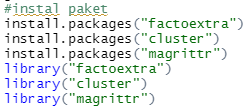 #instal paket
install.packages("factoextra")
install.packages("cluster")
install.packages("magrittr")
library("factoextra")
library("cluster")
library("magrittr")